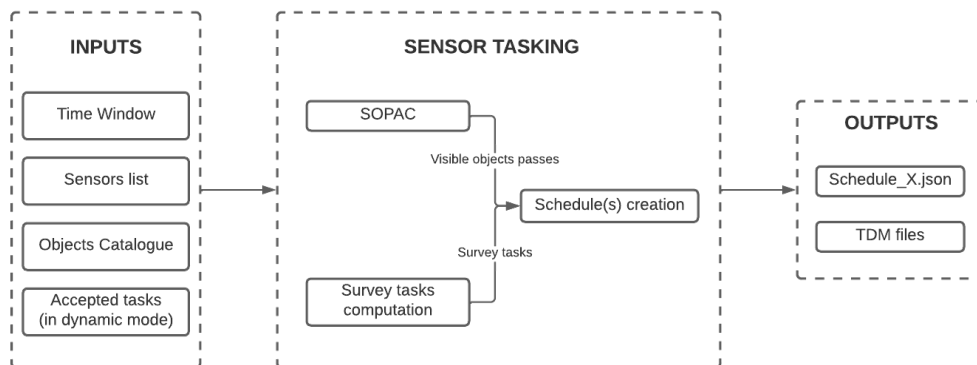 INPUTS
Time Window
Sensors list
Objects Catalogue
Accepted tasks
(in dynamic mode)
SENSOR TASKING
SOPAC
Visible objects passes
Schedule(s) creation
Survey tasks
Survey tasks
computation
OUTPUTS
Schedule_X.json
TDM files